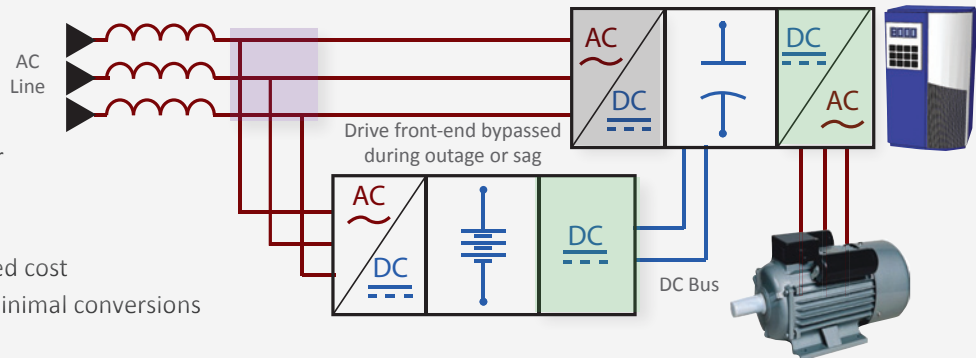 AC
Line
AC
DC
DC
AC
Drive front-end bypassed
during outage or sag
AC
DC
DC
DC Bus
r
ed cost
inimal conversions